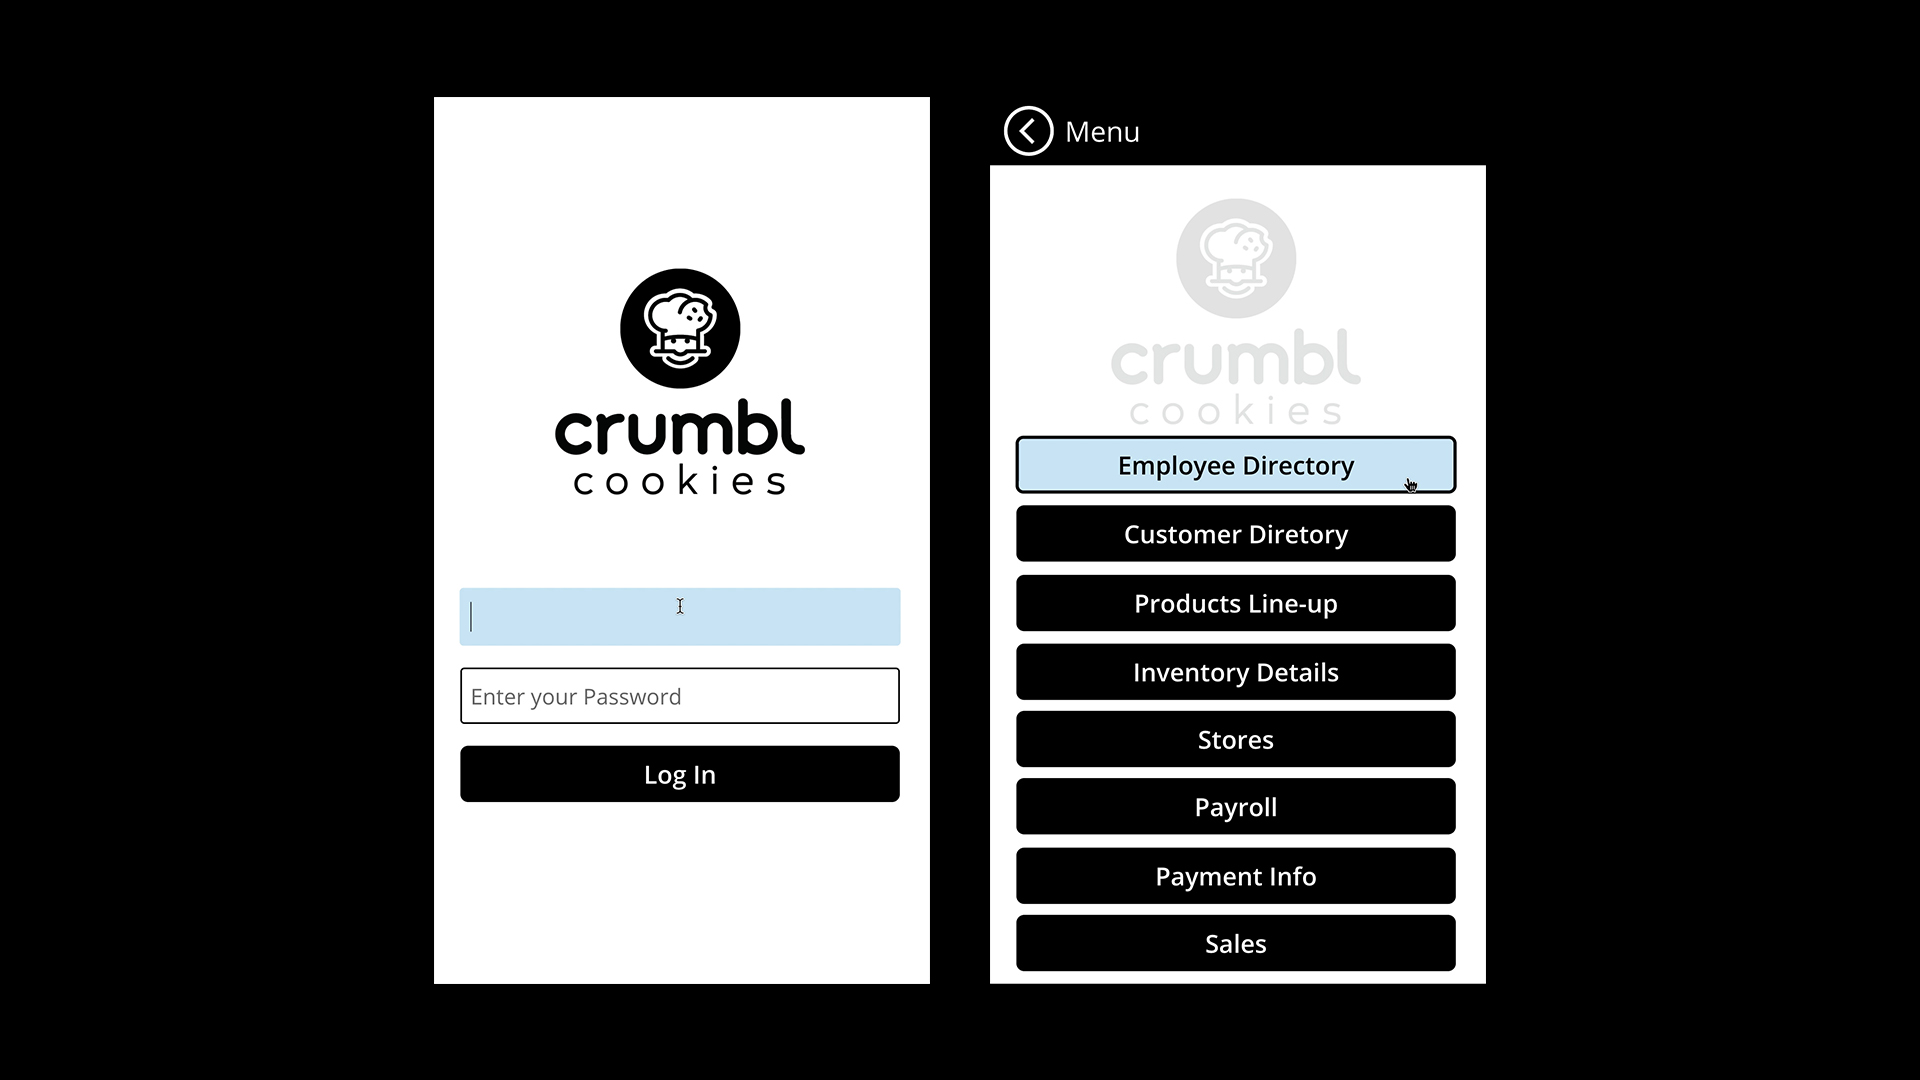 crumbl
cookies
Enter your Password
Log In
Menu
crumbl
cookies
Employee Directory
Customer Diretory
Products Line-up
Inventory Details
Stores
Payroll
Payment Info
Sales